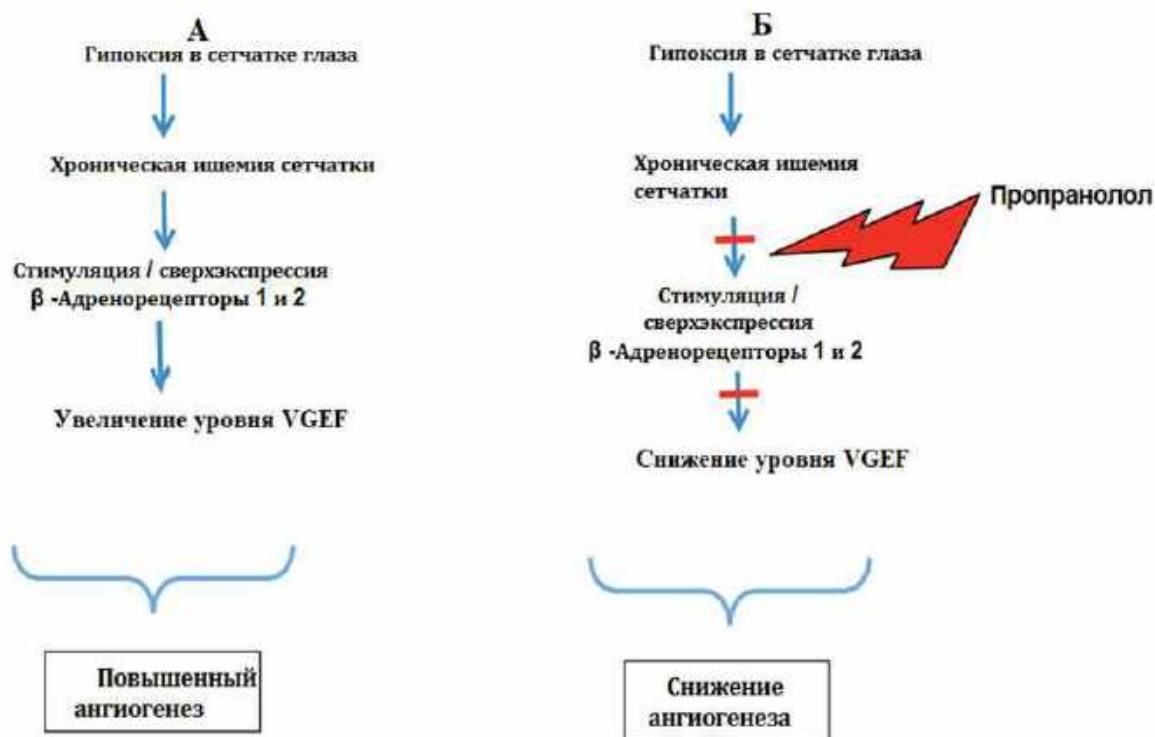 А
Гипоксия в сетчатке глаза
Хроническая ишемия сетчатки
Стимуляция / сверхэкспрессия
β -Адренорецепторы 1 и 2
Увеличение уровня VGEF
Повышенный
ангиогенез
Б
Гипоксия в сетчатке глаза
Хроническая ишемия
сетчатки
Пропранолол
Стимуляция /
сверхэкспрессия
β -Адренорецепторы 1 и 2
Снижение уровня VGEF
Снижение
ангиогенеза